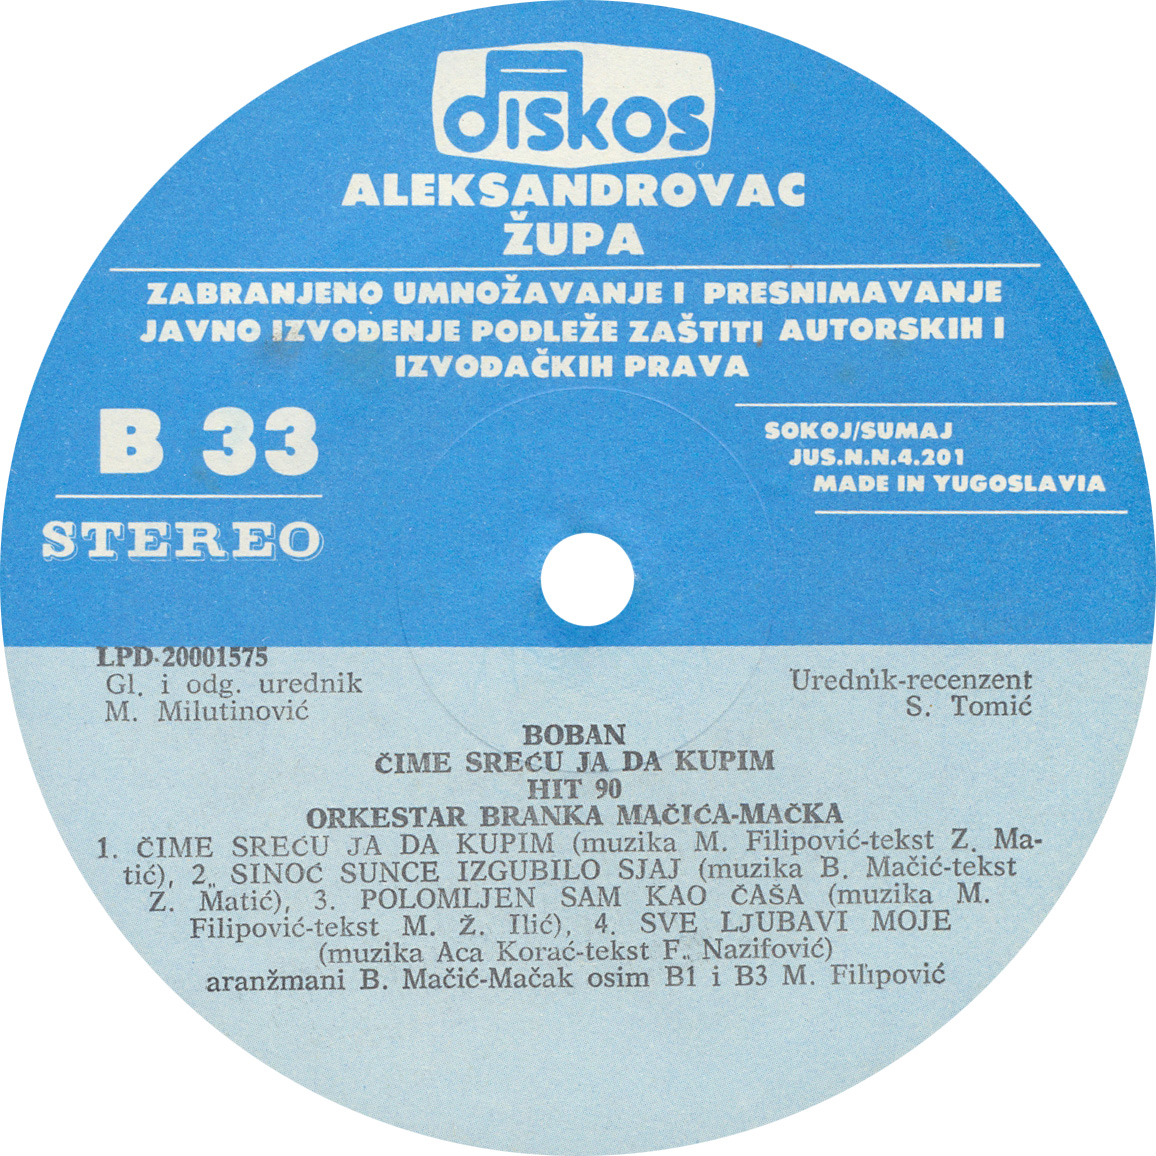 diskos
ALEKSANDROVAC
ŽUPA
ZABRANJENO UMNOŽAVANJE I PRESNIMAVANJE
JAVNO IZVOĐENJE PODLEŽE ZAŠTITI AUTORSKIH I
IZVOĐAČKIH PRAVA
B 33
STEREO
SOKOJ/SUMAJ
JUS.N.N.4.201
MADE IN YUGOSLAVIA
LPD-20001575
Gl. i odg. urednik
M. Milutinović
Urednik-recenzent
S. Tomić
BOBAN
ČIME SREĆU JA DA KUPIM
HIT 90
ORKESTAR BRANKA MAČIĆA-MAČKA
1. ČIME SREĆU JA DA KUPIM (muzika M. Filipović-tekst Z. Ma-
tić), 2. SINOĆ SUNCE IZGUBILO SJAJ (muzika B. Mačić-tekst
Z. Matić), 3. POLOMLJEN SAM KAO ČAŠA (muzika M.
Filipović-tekst M. Ž. Ilić), 4. SVE LJUBAVI MOJE
(muzika Aca Korać-tekst F. Nazifović)
aranžmani B. Mačić-Mačak osim B1 i B3 M. Filipović